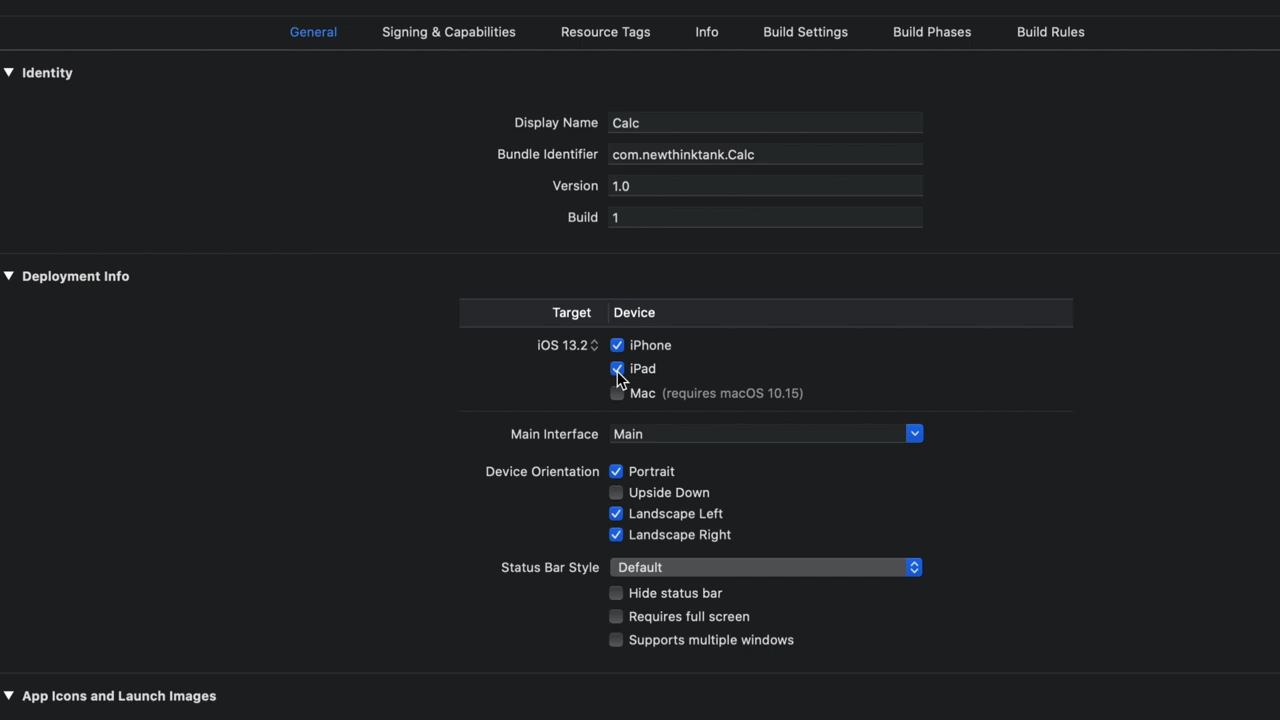 General Signing & Capabilities Resource Tags Info Build Settings Build Phases Build Rules
Identity
Display Name Calc
Bundle Identifier com.newthinktank.Calc
Version 1.0
Build 1
Deployment Info
Target Device
iOS 13.2 iPhone
iPad
Mac (requires macOS 10.15)
Main Interface Main
Device Orientation Portrait
Upside Down
Landscape Left
Landscape Right
Status Bar Style Default
Hide status bar
Requires full screen
Supports multiple windows
App Icons and Launch Images